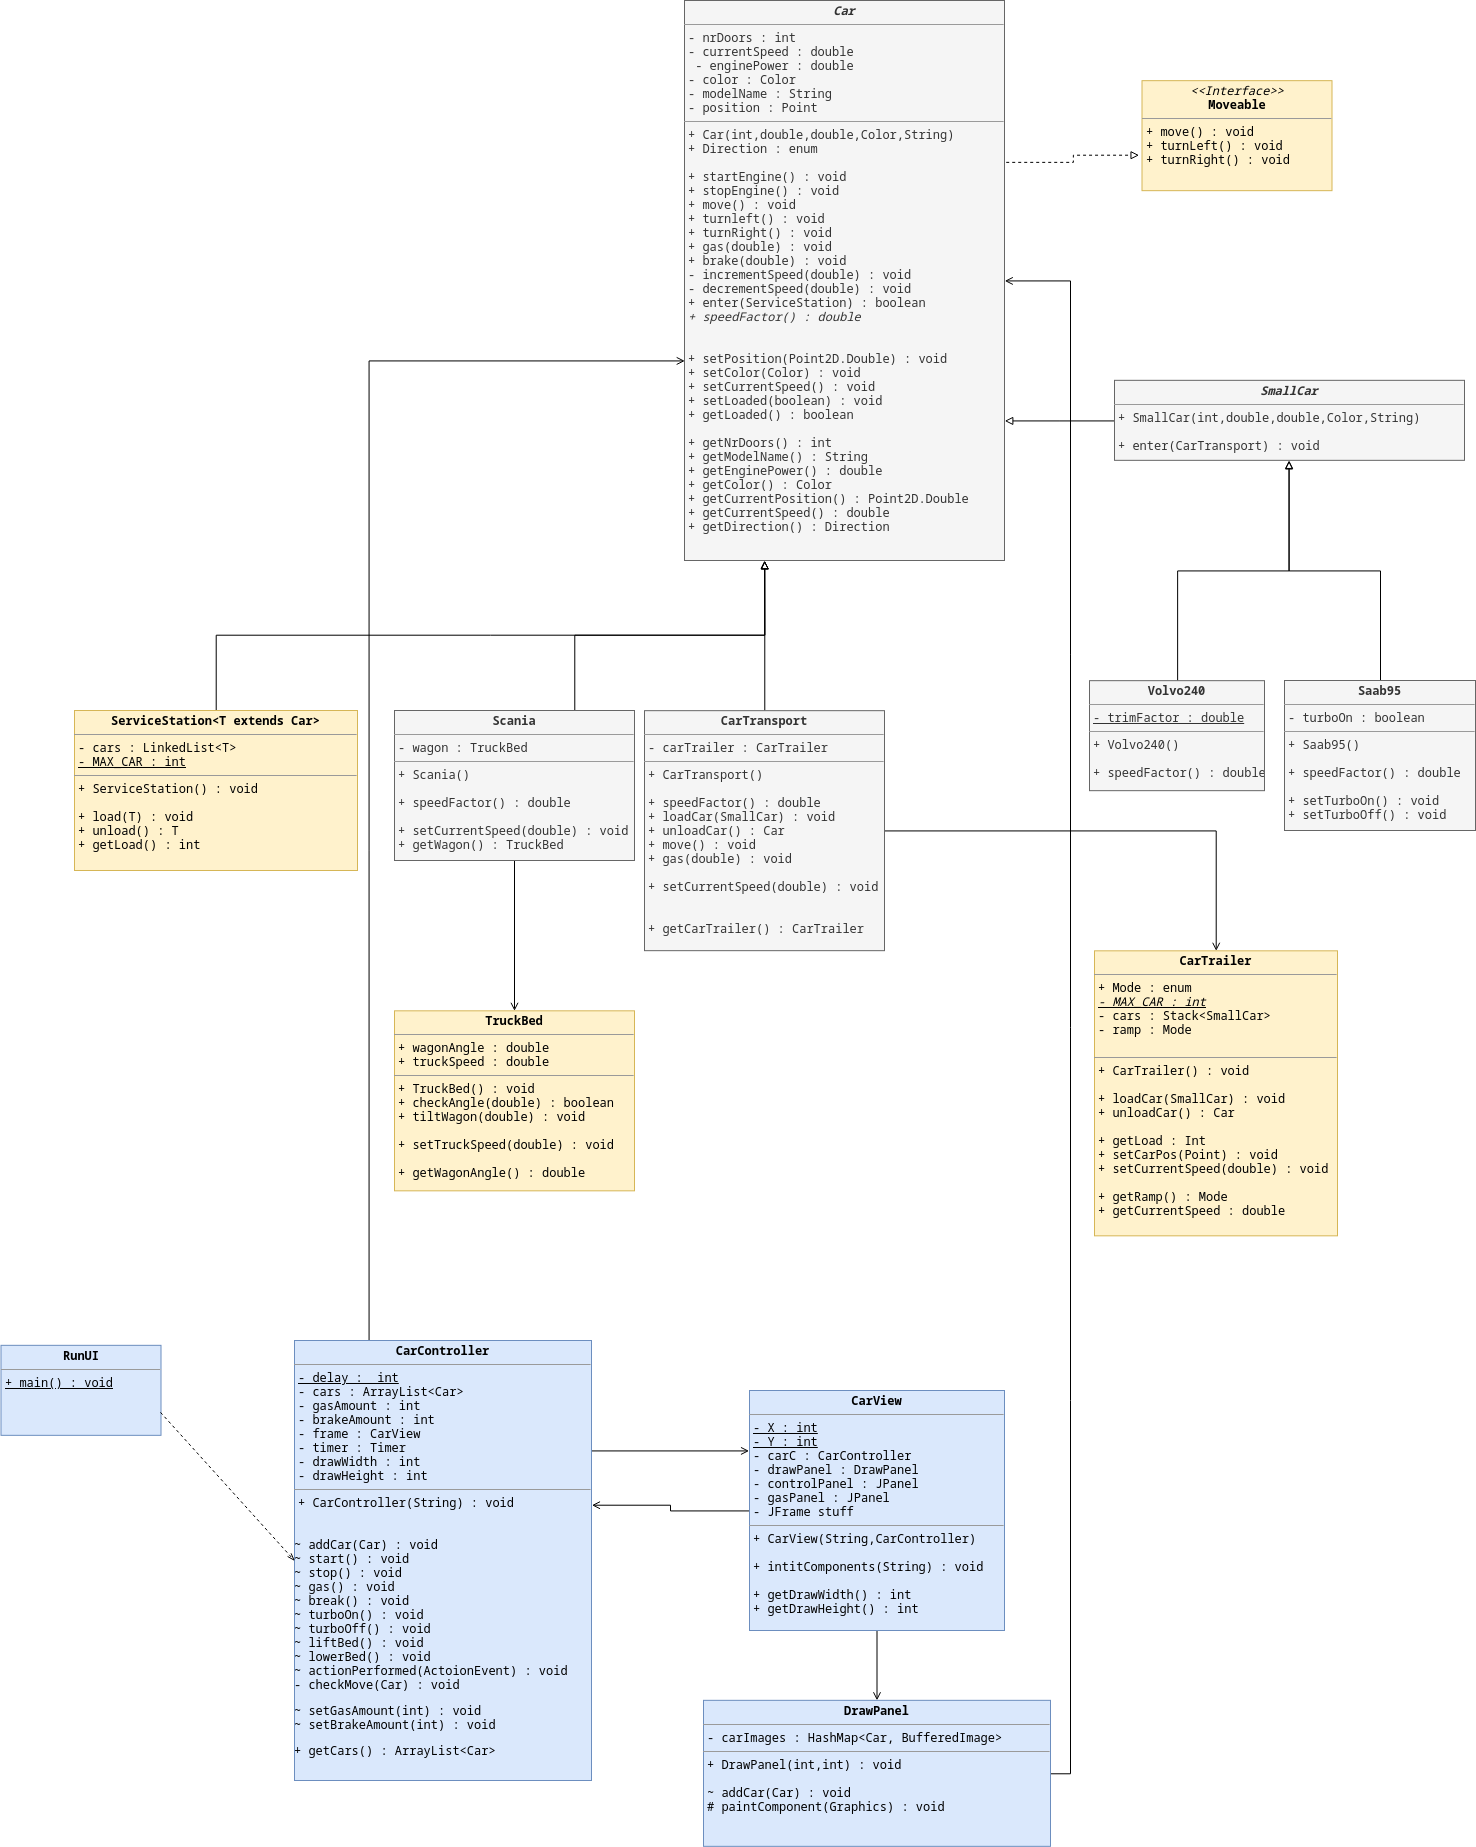 Car
- nrDoors : int
- currentSpeed : double
- enginePower : double
- color : Color
- modelName : String
- position : Point
+ Car(int,double,double,Color,String)
+ Direction : enum
+ startEngine() : void
+ stopEngine() : void
+ move() : void
+ turnleft() : void
+ turnRight() : void
+ gas(double) : void
+ brake(double) : void
- incrementSpeed(double) : void
- decrementSpeed(double) : void
+ enter(ServiceStation) : boolean
+ speedFactor() : double
+ setPosition(Point2D.Double) : void
+ setColor(Color) : void
+ setCurrentSpeed() : void
+ setLoaded(boolean) : void
+ getLoaded() : boolean
+ getNrDoors() : int
+ getModelName() : String
+ getEnginePower() : double
+ getColor() : Color
+ getCurrentPosition() : Point2D.Double
+ getCurrentSpeed() : double
+ getDirection() : Direction
<<Interface>>
Moveable
+ move() : void
+ turnLeft() : void
+ turnRight() : void
SmallCar
+ SmallCar(int,double,double,Color,String)
+ enter(CarTransport) : void
ServiceStation<T extends Car>
- cars : LinkedList<T>
- MAX_CAR : int
+ ServiceStation() : void
+ load(T) : void
+ unload() : T
+ getLoad() : int
Scania
- wagon : TruckBed
+ Scania()
+ speedFactor() : double
+ setCurrentSpeed(double) : void
+ getWagon() : TruckBed
CarTransport
- carTrailer : CarTrailer
+ CarTransport()
+ speedFactor() : double
+ loadCar(SmallCar) : void
+ unloadCar() : Car
+ move() : void
+ gas(double) : void
+ setCurrentSpeed(double) : void
+ getCarTrailer() : CarTrailer
Volvo240
- trimFactor : double
+ Volvo240()
+ speedFactor() : double
Saab95
- turboOn : boolean
+ Saab95()
+ speedFactor() : double
+ setTurboOn() : void
+ setTurboOff() : void
TruckBed
+ wagonAngle : double
+ truckSpeed : double
+ TruckBed() : void
+ checkAngle(double) : boolean
+ tiltWagon(double) : void
+ setTruckSpeed(double) : void
+ getWagonAngle() : double
CarTrailer
+ Mode : enum
- MAX_CAR : int
- cars : Stack<SmallCar>
- ramp : Mode
+ CarTrailer() : void
+ loadCar(SmallCar) : void
+ unloadCar() : Car
+ getLoad : Int
+ setCarPos(Point) : void
+ setCurrentSpeed(double) : void
+ getRamp() : Mode
+ getCurrentSpeed : double
RunUI
+ main() : void
CarController
- delay :  int
- cars : ArrayList<Car>
- gasAmount : int
- brakeAmount : int
- frame : CarView
- timer : Timer
- drawWidth : int
- drawHeight : int
+ CarController(String) : void
~ addCar(Car) : void
~ start() : void
~ stop() : void
~ gas() : void
~ break() : void
~ turboOn() : void
~ turboOff() : void
~ liftBed() : void
~ lowerBed() : void
~ actionPerformed(ActoionEvent) : void
- checkMove(Car) : void
~ setGasAmount(int) : void
~ setBrakeAmount(int) : void
+ getCars() : ArrayList<Car>
CarView
- X : int
- Y : int
- carC : CarController
- drawPanel : DrawPanel
- controlPanel : JPanel
- gasPanel : JPanel
- JFrame stuff
+ CarView(String,CarController)
+ intitComponents(String) : void
+ getDrawWidth() : int
+ getDrawHeight() : int
DrawPanel
- carImages : HashMap<Car, BufferedImage>
+ DrawPanel(int,int) : void
~ addCar(Car) : void
# paintComponent(Graphics) : void